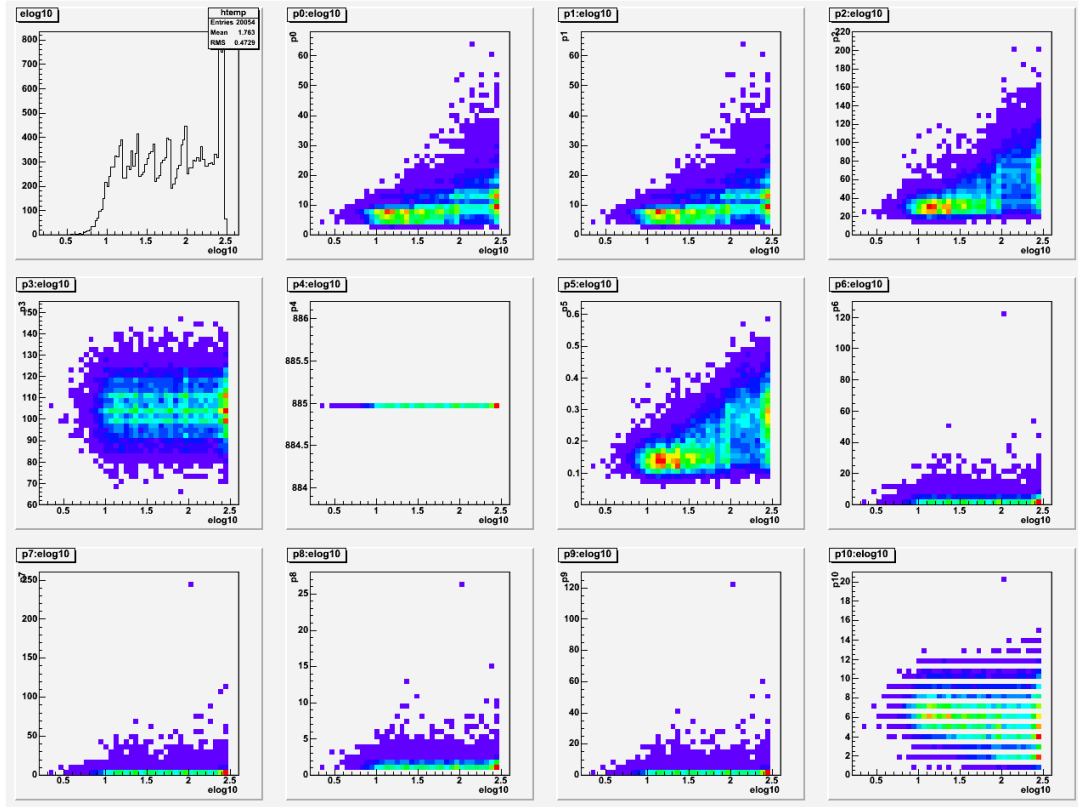 elog10
htemp
Entries 20054
Mean 1.763
RMS 0.4729
800
700
600
500
400
300
200
100
0
0.5 1 1.5 2 2.5
elog10
p0:elog10
p0
60
50
40
30
20
10
0
0.5 1 1.5 2 2.5
elog10
p1:elog10
p1
60
50
40
30
20
10
0
0.5 1 1.5 2 2.5
elog10
p2:elog10
p2
220
200
180
160
140
120
100
80
60
40
20
0
0.5 1 1.5 2 2.5
elog10
p3:elog10
p3
150
140
130
120
110
100
90
80
70
60
0.5 1 1.5 2 2.5
elog10
p4:elog10
p4
886
885.5
885
884.5
884
0.5 1 1.5 2 2.5
elog10
p5:elog10
p5
0.6
0.5
0.4
0.3
0.2
0.1
0
0.5 1 1.5 2 2.5
elog10
p6:elog10
p6
120
100
80
60
40
20
0
0.5 1 1.5 2 2.5
elog10
p7:elog10
p7
250
200
150
100
50
0
0.5 1 1.5 2 2.5
elog10
p8:elog10
p8
25
20
15
10
5
0
0.5 1 1.5 2 2.5
elog10
p9:elog10
p9
120
100
80
60
40
20
0
0.5 1 1.5 2 2.5
elog10
p10:elog10
p10
20
18
16
14
12
10
8
6
4
2
0
0.5 1 1.5 2 2.5
elog10